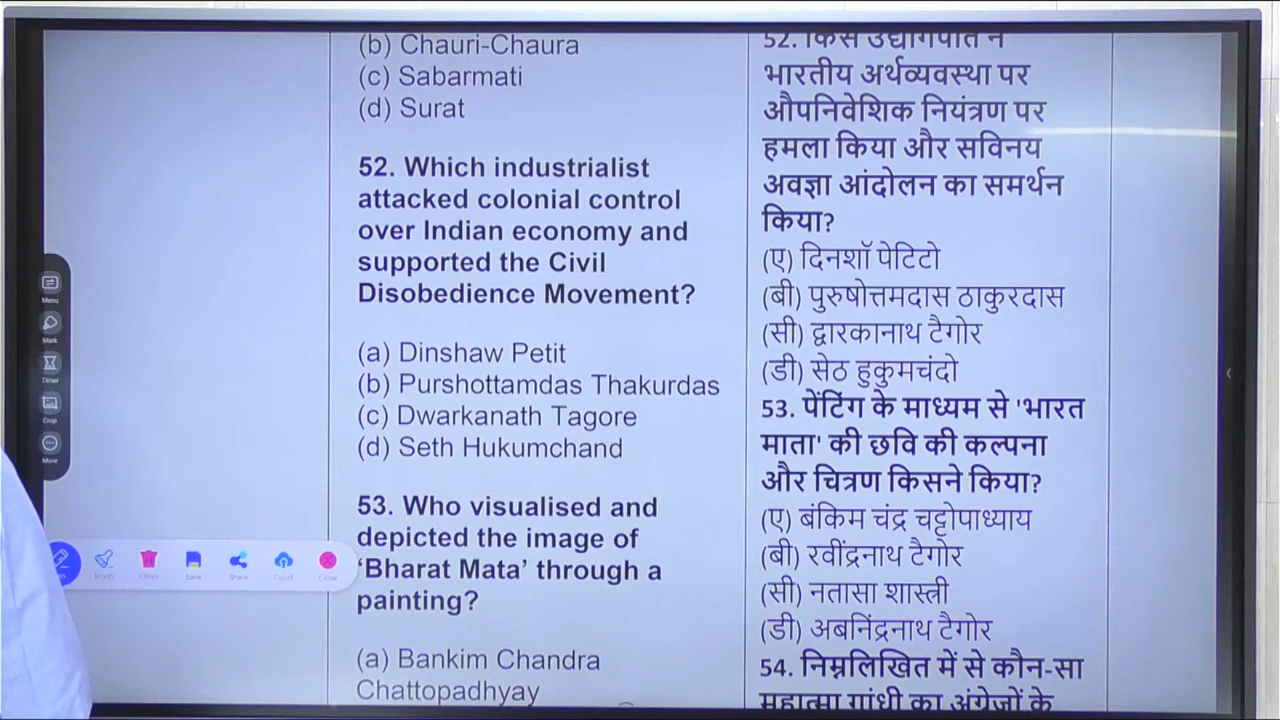 (b) Chauri-Chaura
(c) Sabarmati
(d) Surat
52. Which industrialist
attacked colonial control
over Indian economy and
supported the Civil
Disobedience Movement?
(a) Dinshaw Petit
(b) Purshottamdas Thakurdas
(c) Dwarkanath Tagore
(d) Seth Hukumchand
53. Who visualised and
depicted the image of
‘Bharat Mata’ through a
painting?
(a) Bankim Chandra
Chattopadhyay
52. किस उद्योगपति ने
भारतीय अर्थव्यवस्था पर
औपनिवेशिक नियंत्रण पर
हमला किया और सविनय
अवज्ञा आंदोलन का समर्थन
किया?
(ए) दिनशॉ पेटिटो
(बी) पुरुषोत्तमदास ठाकुरदास
(सी) द्वारकानाथ टैगोर
(डी) सेठ हुकुमचंदो
53. पेंटिंग के माध्यम से 'भारत
माता' की छवि की कल्पना
और चित्रण किसने किया?
(ए) बंकिम चंद्र चट्टोपाध्याय
(बी) रवींद्रनाथ टैगोर
(सी) नतासा शास्त्री
(डी) अबनिंद्रनाथ टैगोर
54. निम्नलिखित में से कौन-सा
महात्मा गांधी का अंग्रेजों के
Menu
Mark
Timer
Crop
More
Brush
Clean
Save
Share
Cloud
Close